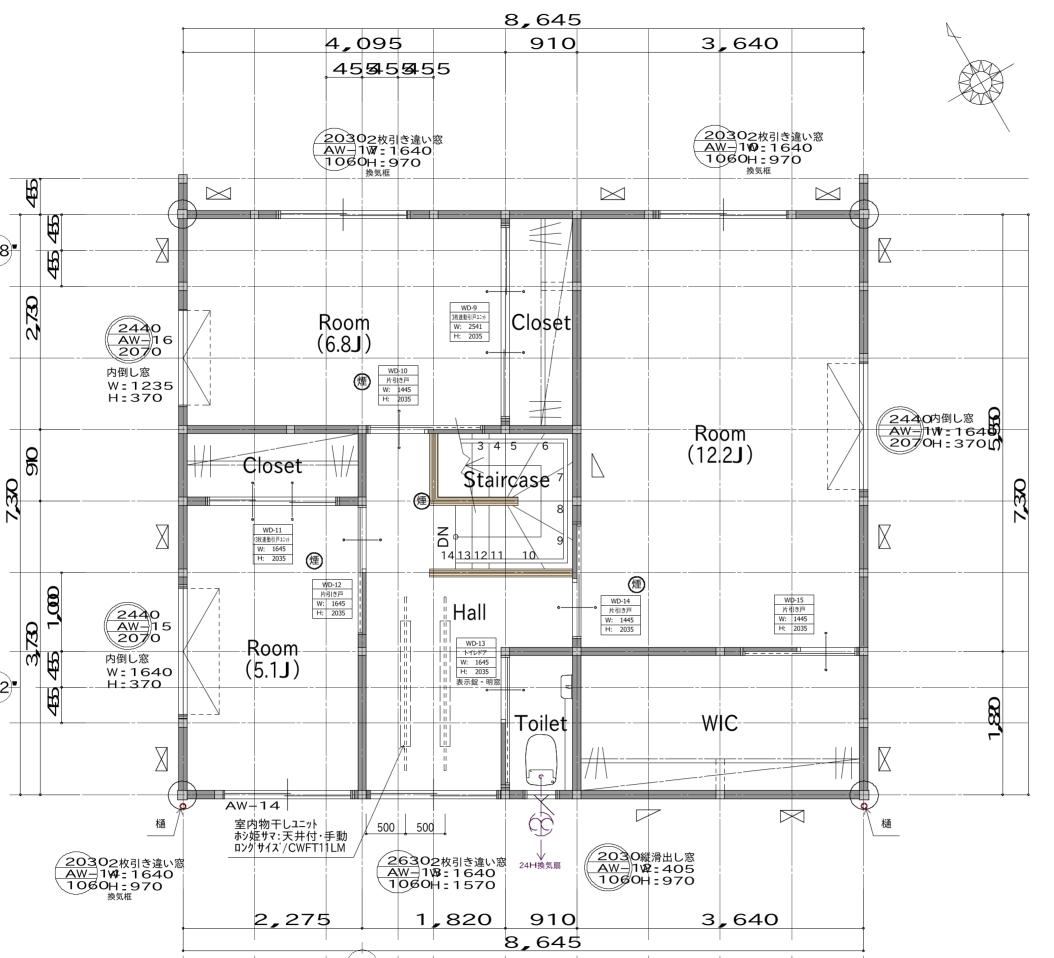 8,645
4,095
910
3,640
455
455
455
2030
AW-17
1060
2枚引き違い窓
W:1640
H:970
換気框
2030
AW-10
1060
2枚引き違い窓
W:1640
H:970
換気框
455
455
455
8"
2,730
2440
AW-16
2070
内倒し窓
W:1235
H:370
Room
(6.8J)
WD-9
3枚連動引戸ユニット
W: 2541
H: 2035
Closet
煙
WD-10
片引き戸
W: 1445
H: 2035
2440
AW-11
2070
内倒し窓
W:1640
H:370
Room
(12.2J)
910
Closet
3 4 5 6
Staircase
7
8
9
煙
DN
14 13 12 11 10
7,370
7,370
WD-11
3枚連動引戸ユニット
W: 1645
H: 2035
煙
WD-12
片引き戸
W: 1645
H: 2035
煙
WD-14
片引き戸
W: 1445
H: 2035
WD-15
片引き戸
W: 1445
H: 2035
1,000
3,730
455
455
2440
AW-15
2070
内倒し窓
W:1640
H:370
Hall
Room
(5.1J)
WD-13
トイレドア
W: 1645
H: 2035
表示錠・明窓
2"
Toilet
WIC
1,820
AW-14
樋
室内物干しユニット
ホシ姫サマ:天井付・手動
ロングサイズ/CWFT11LM
500
500
24H換気扇
樋
2030
AW-14
1060
2枚引き違い窓
W:1640
H:970
換気框
2630
AW-13
1060
2枚引き違い窓
W:1640
H:1570
2030
AW-12
1060
縦滑出し窓
W:405
H:970
2,275
1,820
910
3,640
8,645